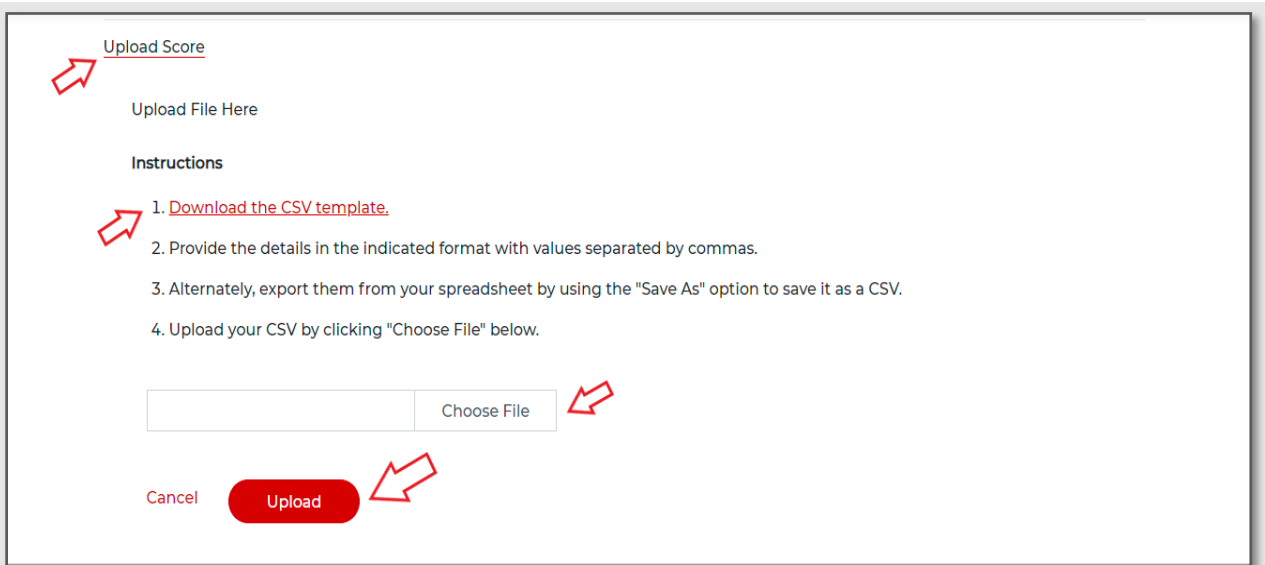 Upload Score
Upload File Here
Instructions
1. Download the CSV template.
2. Provide the details in the indicated format with values separated by commas.
3. Alternately, export them from your spreadsheet by using the "Save As" option to save it as a CSV.
4. Upload your CSV by clicking "Choose File" below.
Choose File
Cancel Upload